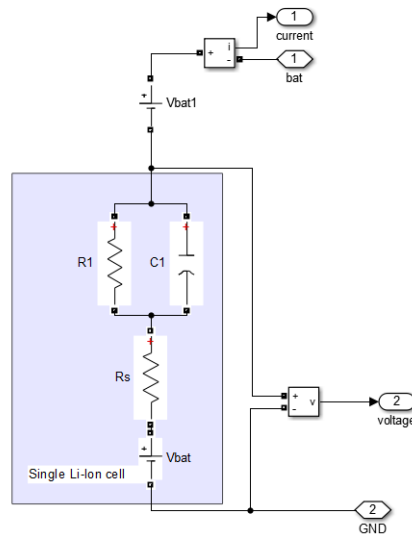 1
current
+
i
-
1
bat
+
Vbat1
+
+
R1
C1
+
Rs
+
-
v
2
voltage
+
Vbat
Single Li-Ion cell
2
GND